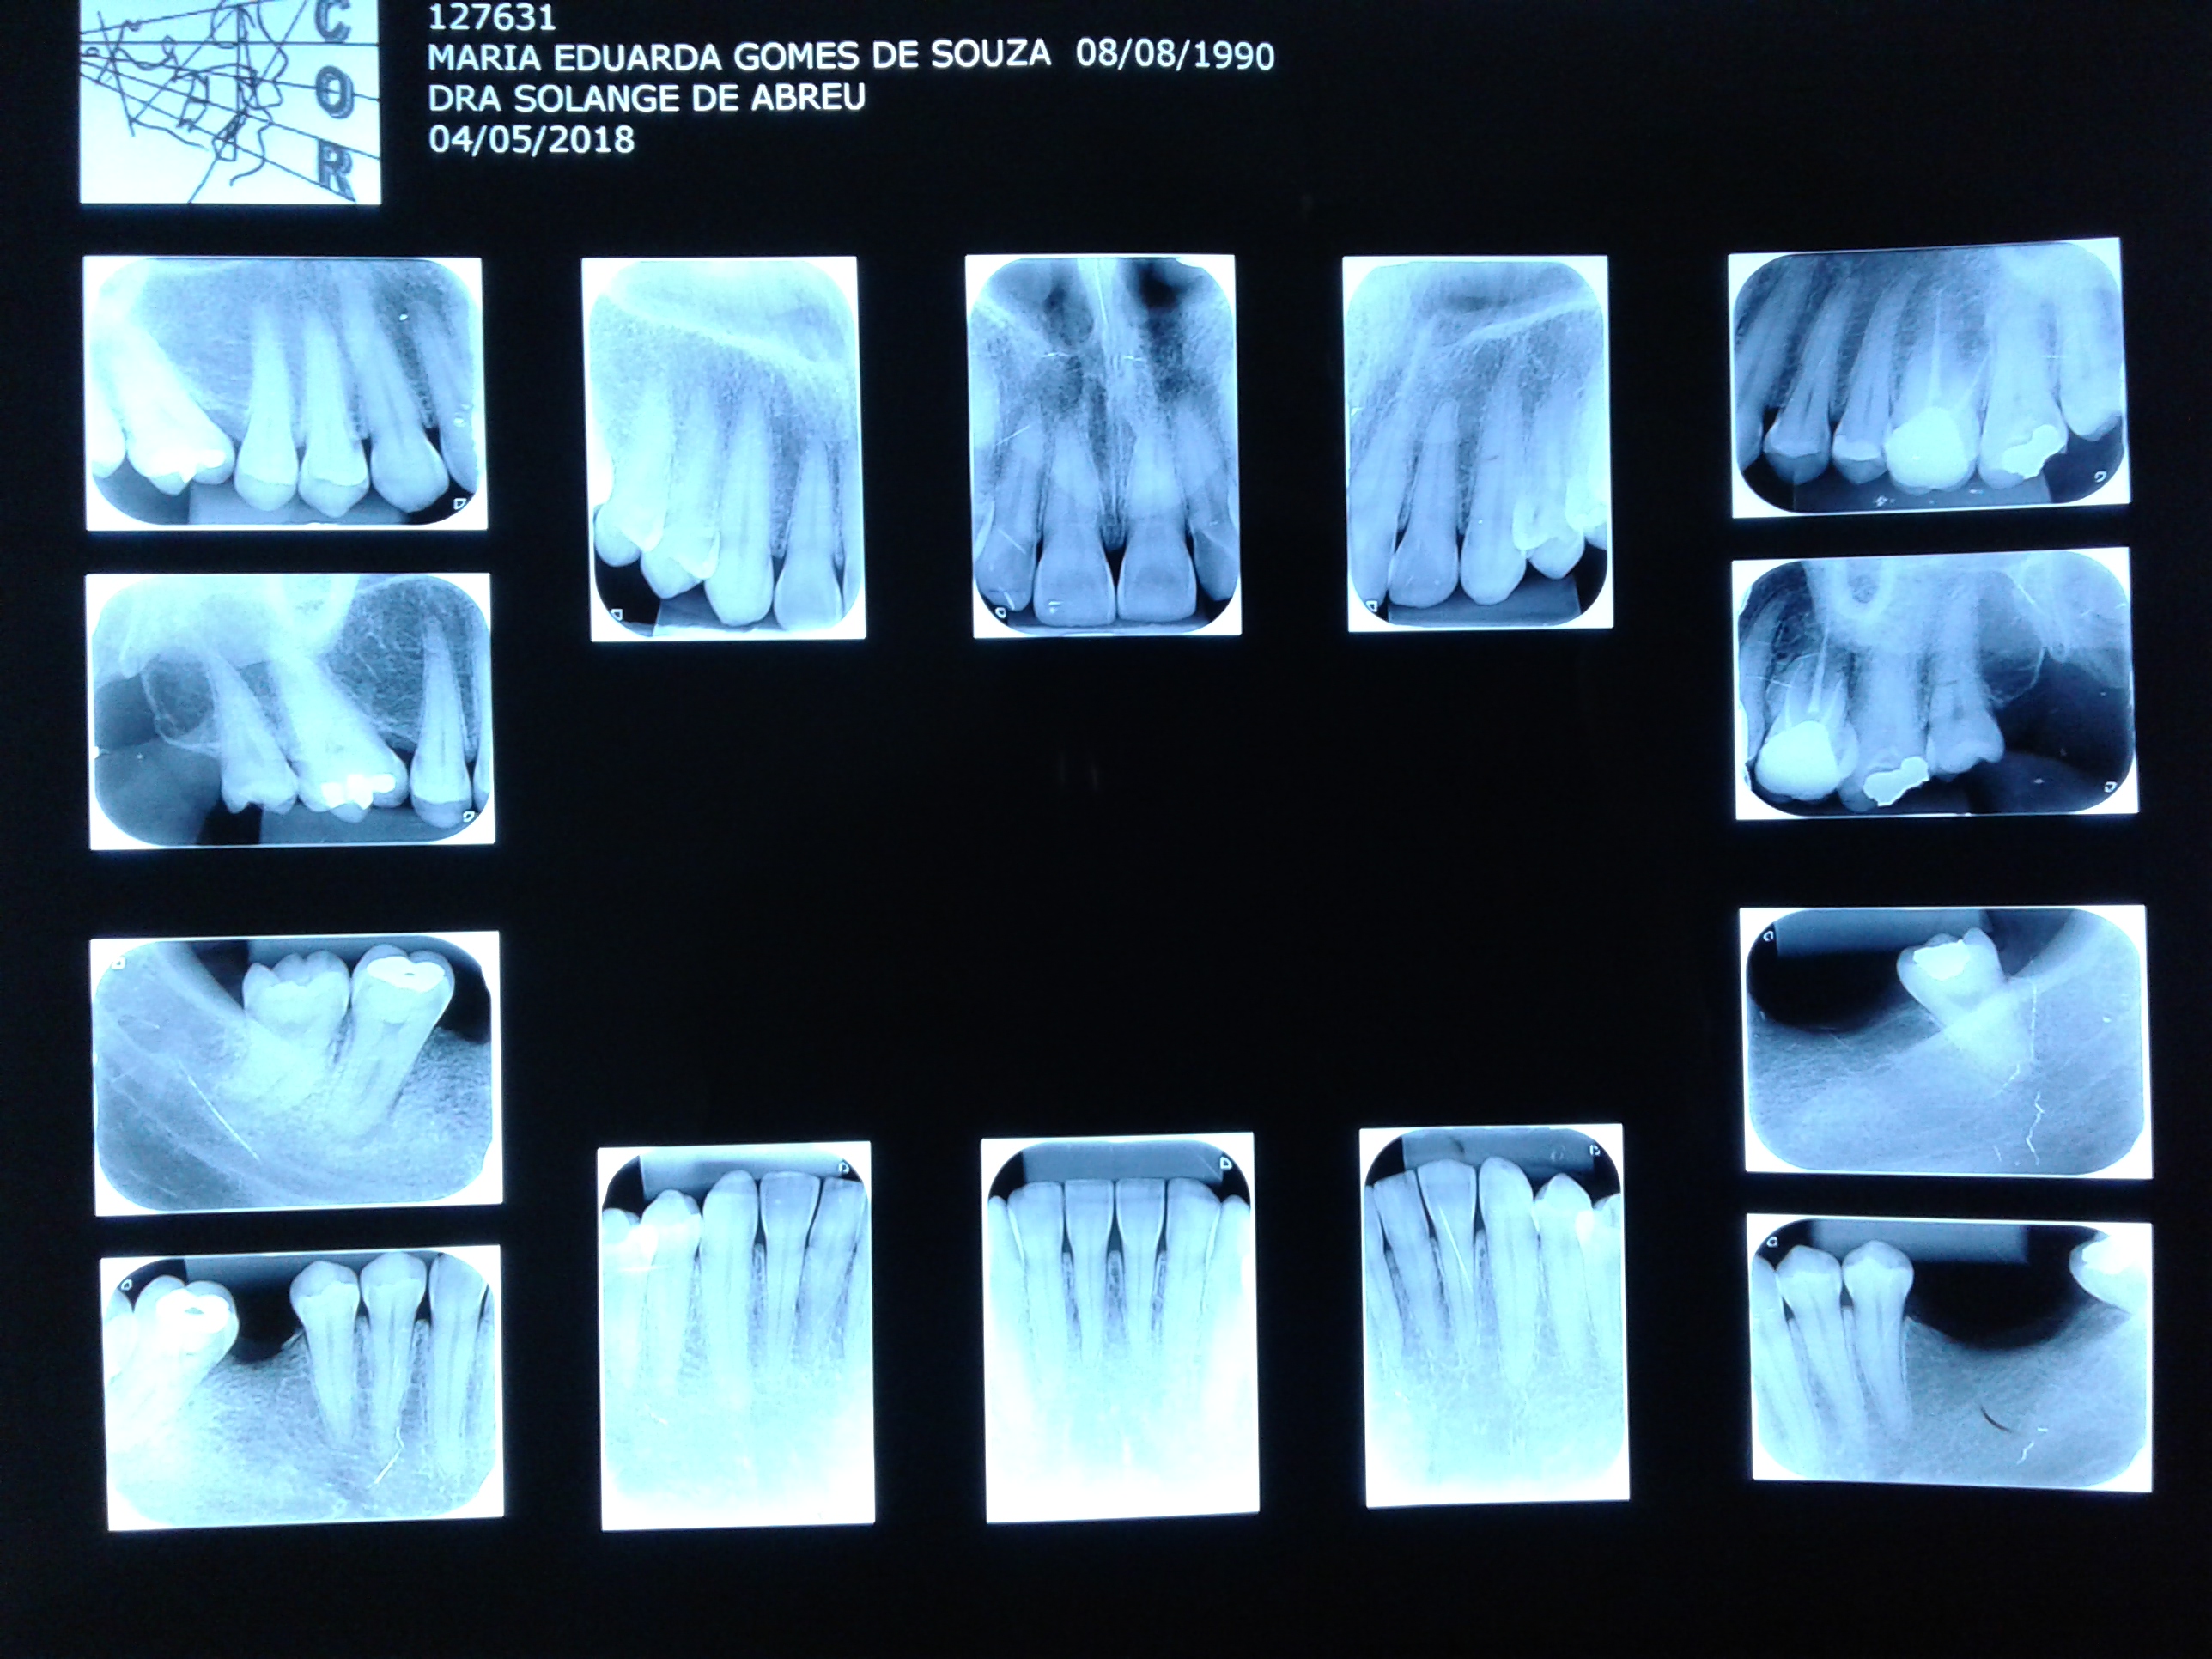 C
O
R
127631
MARIA EDUARDA GOMES DE SOUZA 08/08/1990
DRA SOLANGE DE ABREU
04/05/2018